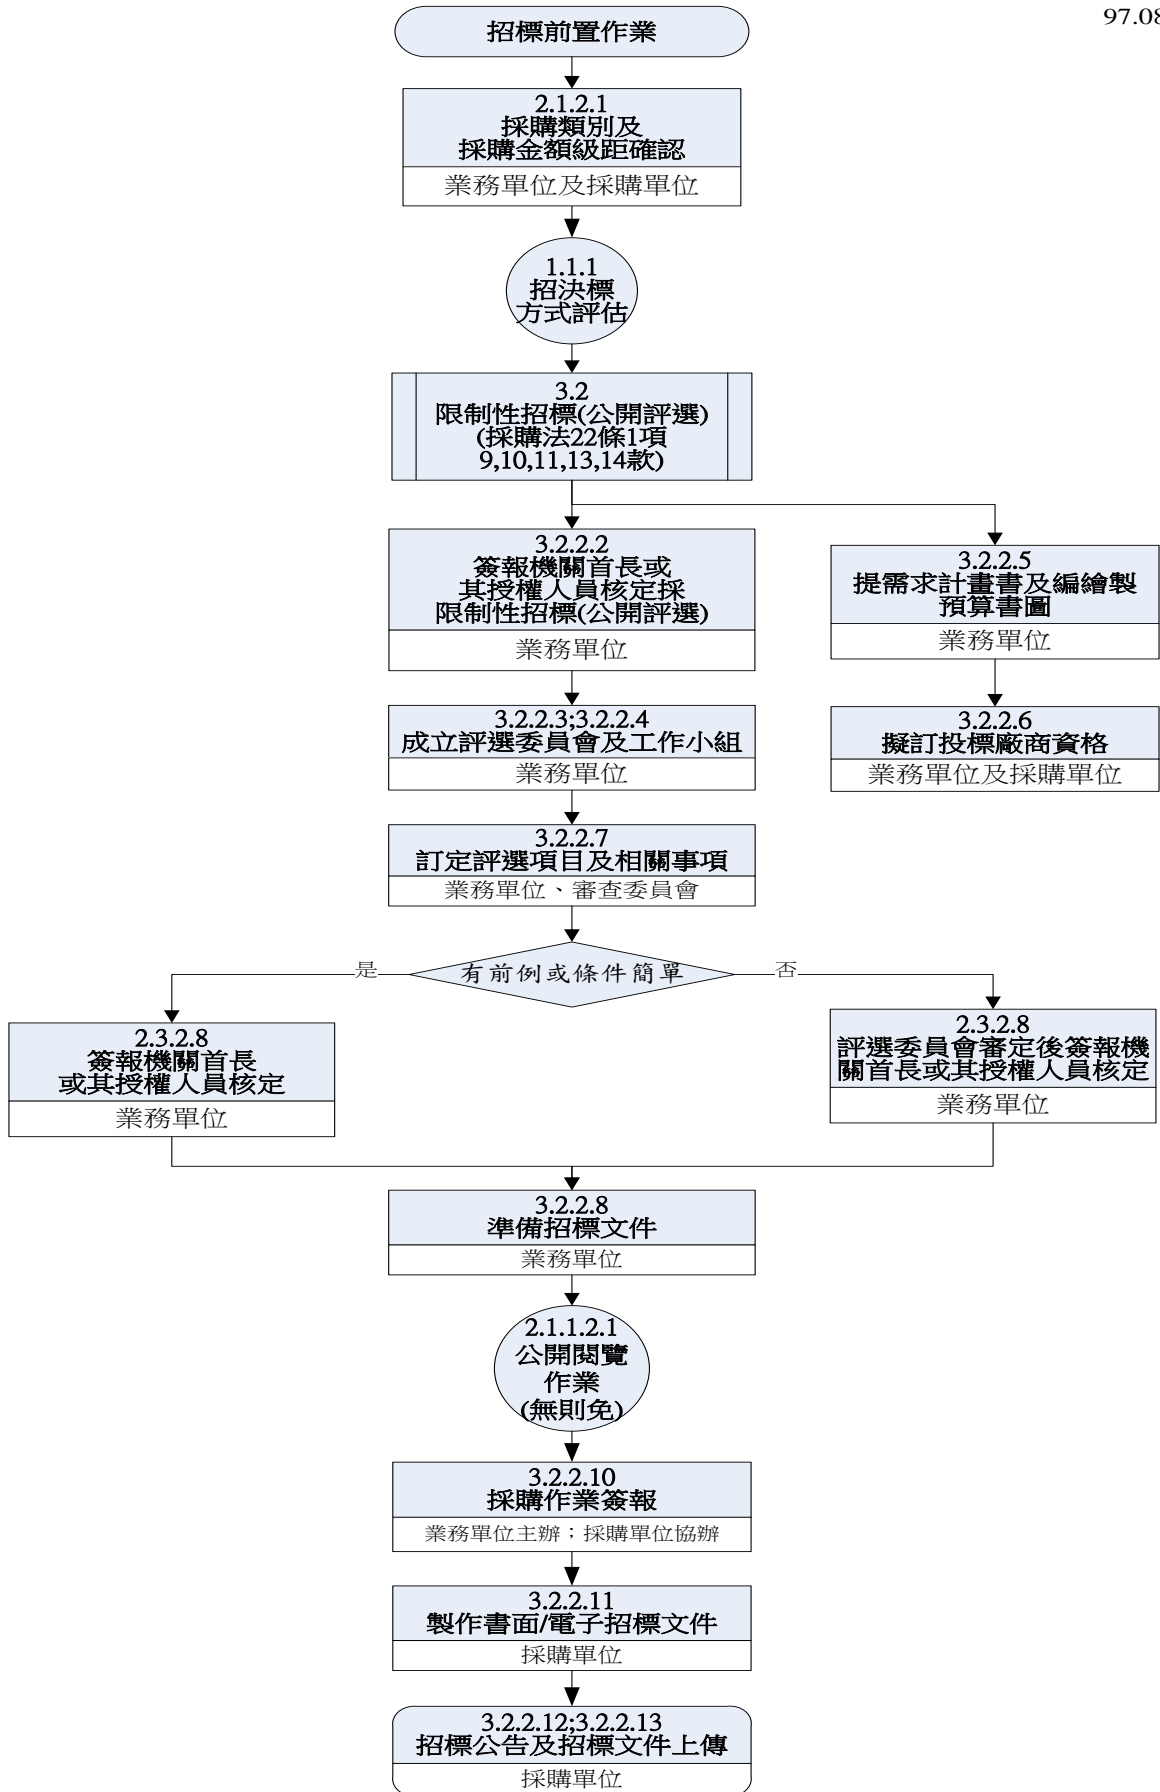 97.08
招標前置作業
2.1.2.1
採購類別及
採購金額級距確認
業務單位及採購單位
1.1.1
招決標
方式評估
3.2
限制性招標(公開評選)
(採購法22條1項
9,10,11,13,14款)
3.2.2.2
簽報機關首長或
其授權人員核定採
限制性招標(公開評選)
業務單位
3.2.2.5
提需求計畫書及編繪製
預算書圖
業務單位
3.2.2.3;3.2.2.4
成立評選委員會及工作小組
業務單位
3.2.2.6
擬訂投標廠商資格
業務單位及採購單位
3.2.2.7
訂定評選項目及相關事項
業務單位、審查委員會
有前例或條件簡單
是
否
2.3.2.8
簽報機關首長
或其授權人員核定
業務單位
2.3.2.8
評選委員會審定後簽報機
關首長或其授權人員核定
業務單位
3.2.2.8
準備招標文件
業務單位
2.1.1.2.1
公開閱覽
作業
(無則免)
3.2.2.10
採購作業簽報
業務單位主辦；採購單位協辦
3.2.2.11
製作書面/電子招標文件
採購單位
3.2.2.12;3.2.2.13
招標公告及招標文件上傳
採購單位